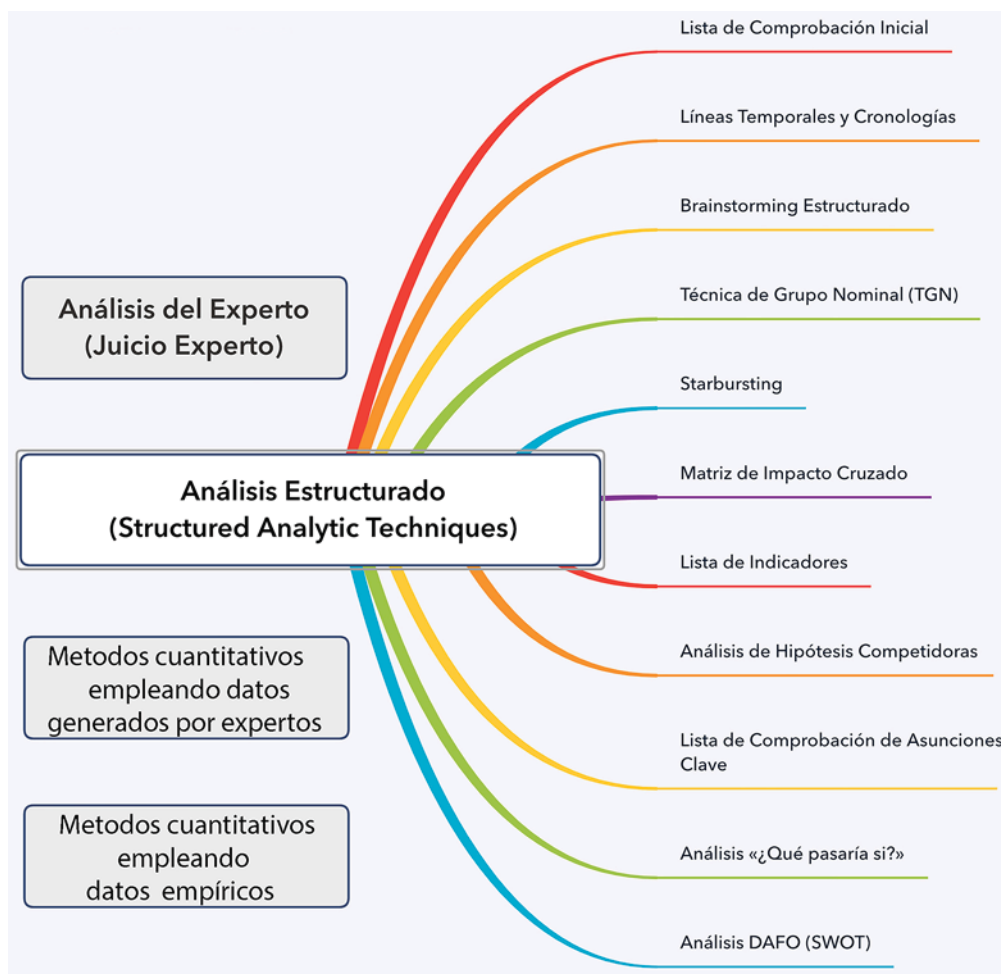 Lista de Comprobación Inicial
Líneas Temporales y Cronologías
Brainstorming Estructurado
Análisis del Experto
(Juicio Experto)
Técnica de Grupo Nominal (TGN)
Starbursting
Análisis Estructurado
(Structured Analytic Techniques)
Matriz de Impacto Cruzado
Lista de Indicadores
Metodos cuantitativos
empleando datos
generados por expertos
Análisis de Hipótesis Competidoras
Lista de Comprobación de Asunciones
Clave
Metodos cuantitativos
empleando
datos empíricos
Análisis «¿Qué pasaría si?»
Análisis DAFO (SWOT)